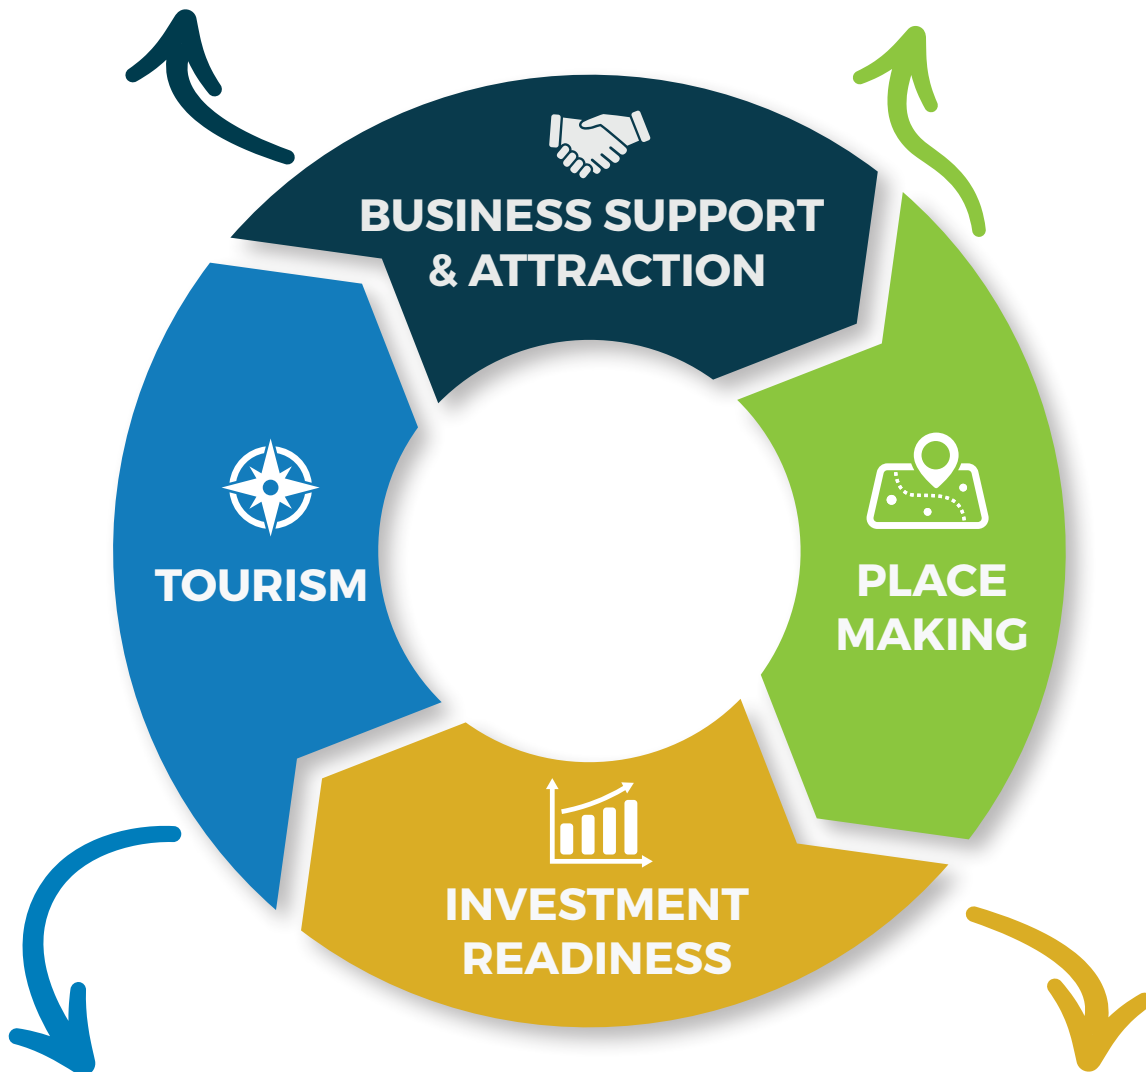 BUSINESS SUPPORT
& ATTRACTION
TOURISM
PLACE
MAKING
INVESTMENT
READINESS